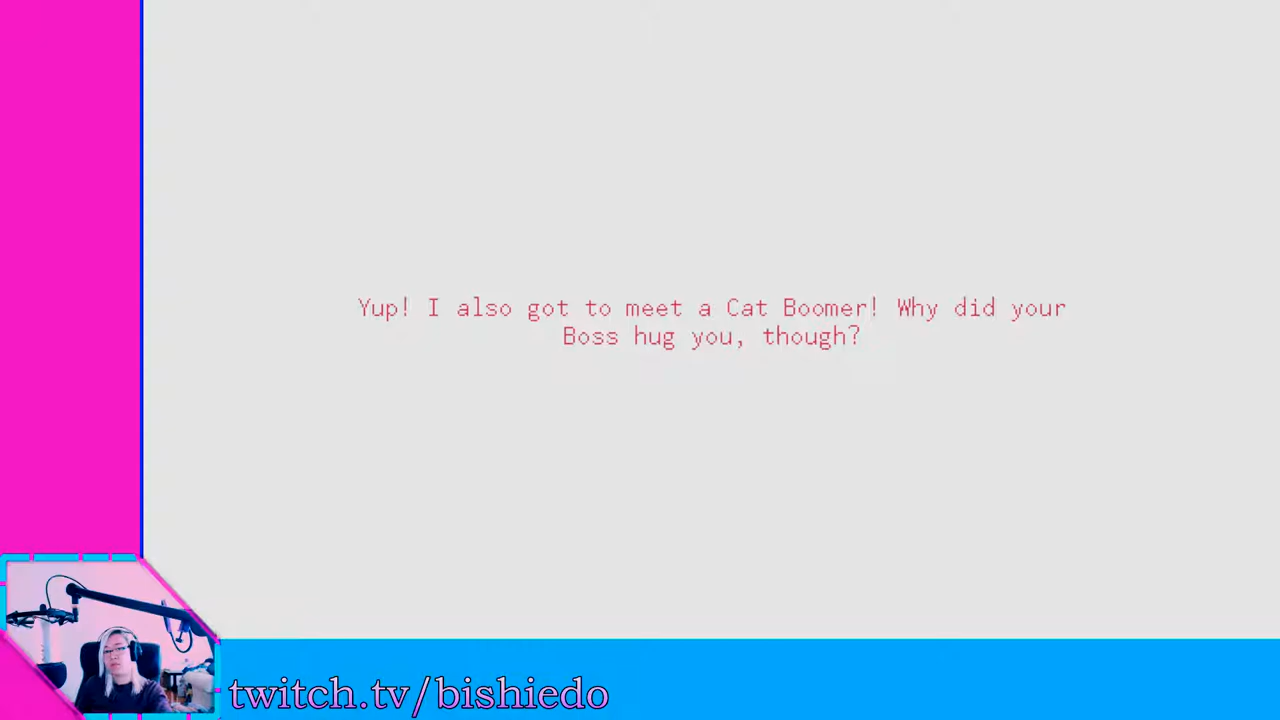 Yup! I also got to meet a Cat Boomer! Why did your
Boss hug you, though?
twitch.tv/bishiedo